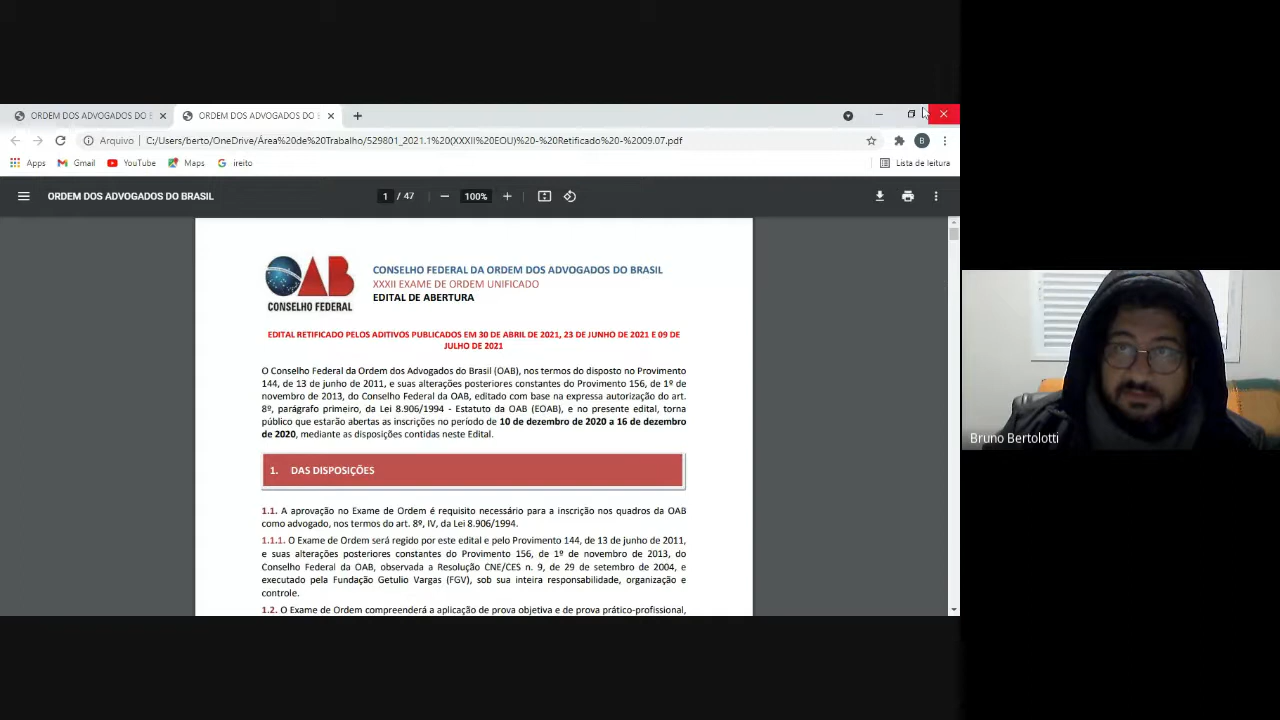 ORDEM DOS ADVOGADOS DO B
ORDEM DOS ADVOGADOS DO S
Arquivo
C:/Users/berto/OneDrive/Área%20de%20Trabalho/529801_2021.1%20(XXXII%20EOU)%20-%20Retificado%20-%2009.07.pdf
B
Apps
Gmail
YouTube
Maps
G ireito
Lista de leitura
ORDEM DOS ADVOGADOS DO BRASIL
1 / 47
100%
OAB
CONSELHO FEDERAL
CONSELHO FEDERAL DA ORDEM DOS ADVOGADOS DO BRASIL
XXXII EXAME DE ORDEM UNIFICADO
EDITAL DE ABERTURA
EDITAL RETIFICADO PELOS ADITIVOS PUBLICADOS EM 30 DE ABRIL DE 2021, 23 DE JUNHO DE 2021 E 09 DE
JULHO DE 2021
O Conselho Federal da Ordem dos Advogados do Brasil (OAB), nos termos do disposto no Provimento
144, de 13 de junho de 2011, e suas alterações posteriores constantes do Provimento 156, de 1º de
novembro de 2013, do Conselho Federal da OAB, editado com base na expressa autorização do art.
8º, parágrafo primeiro, da Lei 8.906/1994 - Estatuto da OAB (EOAB), e no presente edital, torna
público que estarão abertas as inscrições no período de 10 de dezembro de 2020 a 16 de dezembro
de 2020, mediante as disposições contidas neste Edital.
1. DAS DISPOSIÇÕES
1.1. A aprovação no Exame de Ordem é requisito necessário para a inscrição nos quadros da OAB
como advogado, nos termos do art. 8º, IV, da Lei 8.906/1994.
1.1.1. O Exame de Ordem será regido por este edital e pelo Provimento 144, de 13 de junho de 2011,
e suas alterações posteriores constantes do Provimento 156, de 1º de novembro de 2013, do
Conselho Federal da OAB, observada a Resolução CNE/CES n. 9, de 29 de setembro de 2004, e
executado pela Fundação Getulio Vargas (FGV), sob sua inteira responsabilidade, organização e
controle.
1.2. O Exame de Ordem compreenderá a aplicação de prova objetiva e de prova prático-profissional,
Bruno Bertolotti